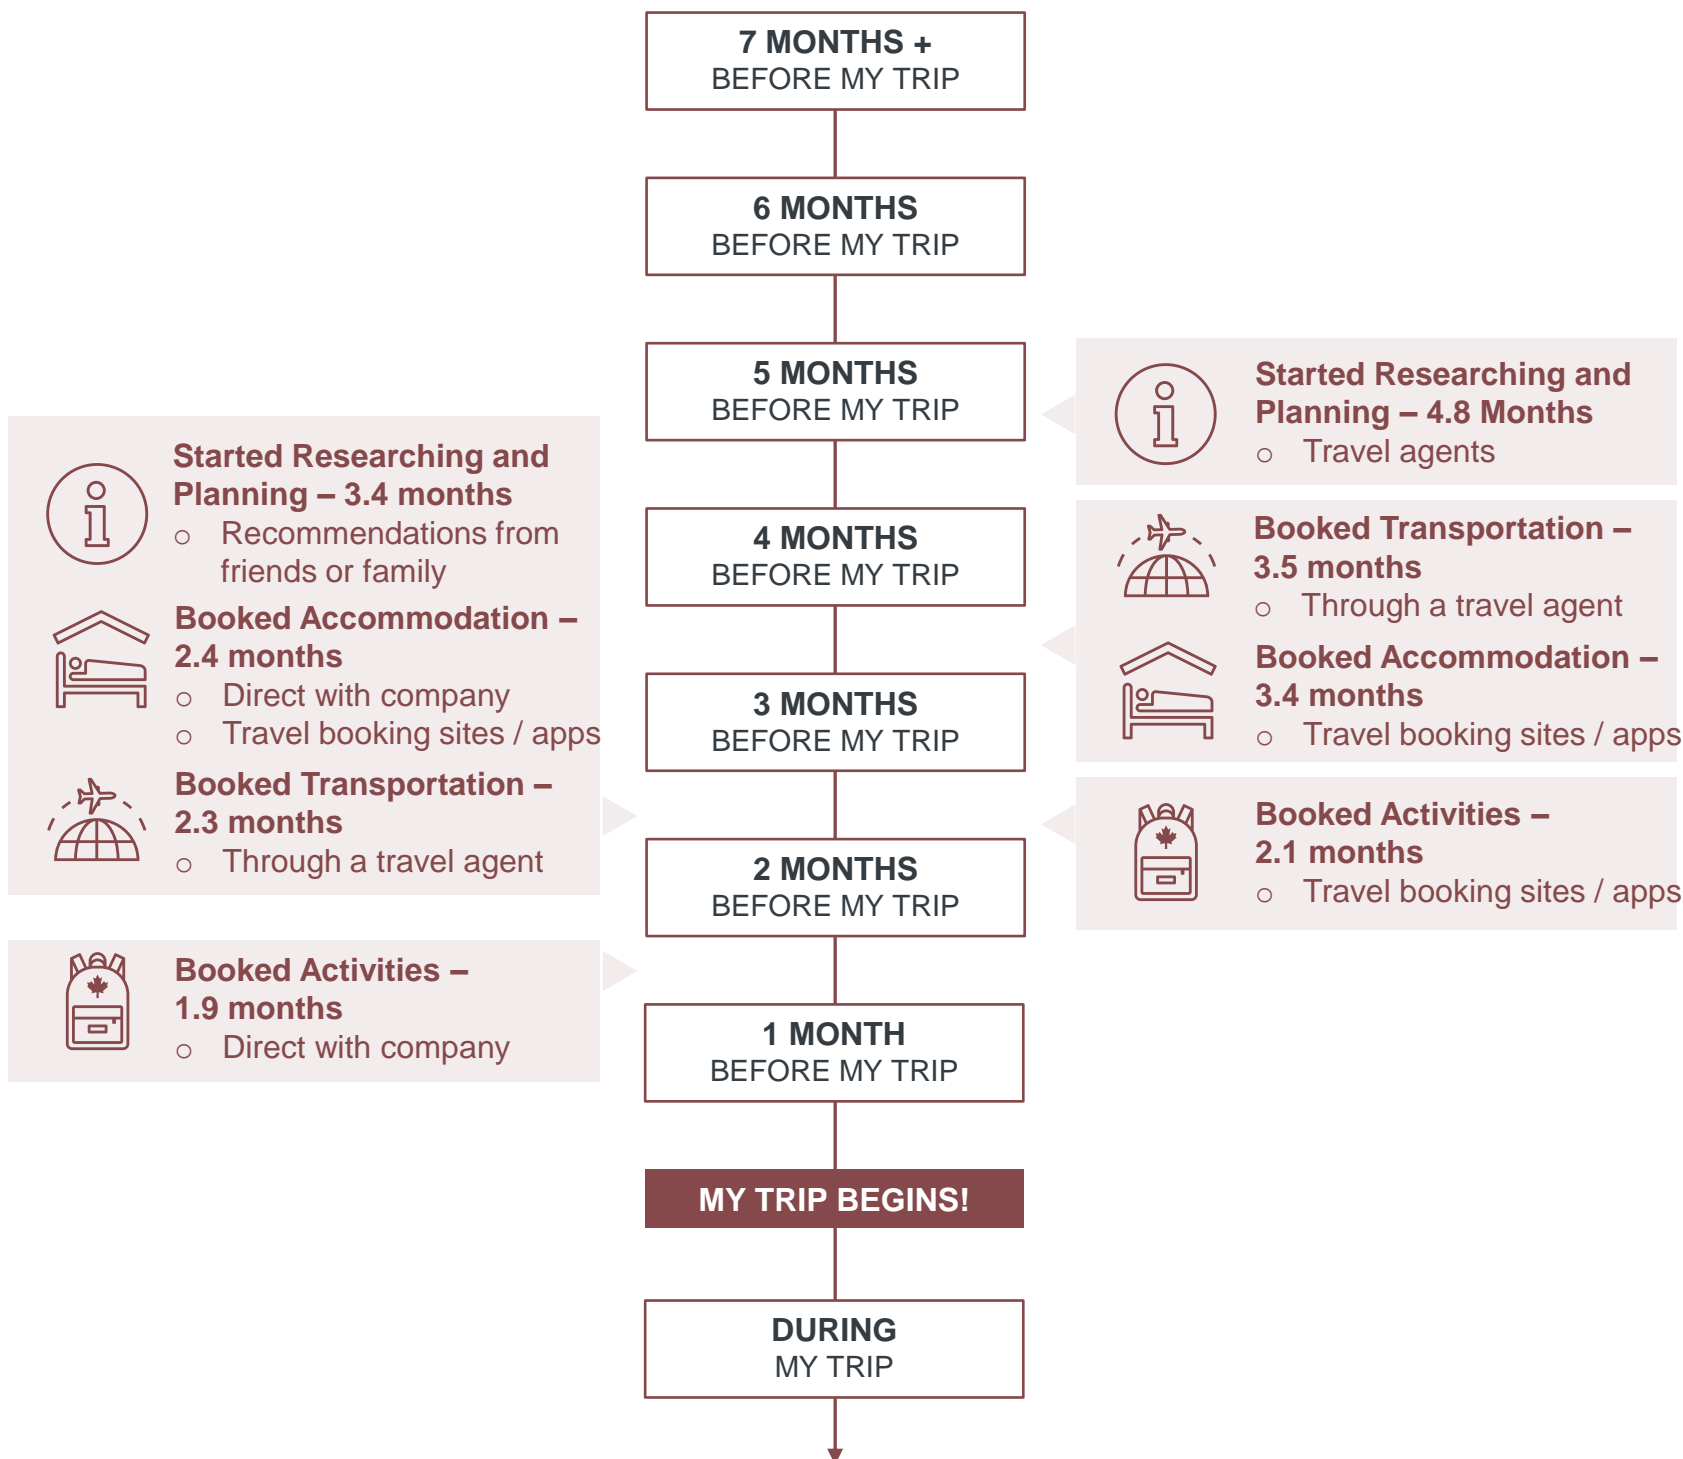 7 MONTHS +
BEFORE MY TRIP
6 MONTHS
BEFORE MY TRIP
5 MONTHS
BEFORE MY TRIP
4 MONTHS
BEFORE MY TRIP
3 MONTHS
BEFORE MY TRIP
2 MONTHS
BEFORE MY TRIP
1 MONTH
BEFORE MY TRIP
MY TRIP BEGINS!
DURING
MY TRIP
Started Researching and
Planning – 3.4 months
o Recommendations from
friends or family
Booked Accommodation –
2.4 months
o Direct with company
o Travel booking sites / apps
Booked Transportation –
2.3 months
o Through a travel agent
Booked Activities –
1.9 months
o Direct with company
Started Researching and
Planning – 4.8 Months
o Travel agents
Booked Transportation –
3.5 months
o Through a travel agent
Booked Accommodation –
3.4 months
o Travel booking sites / apps
Booked Activities –
2.1 months
o Travel booking sites / apps